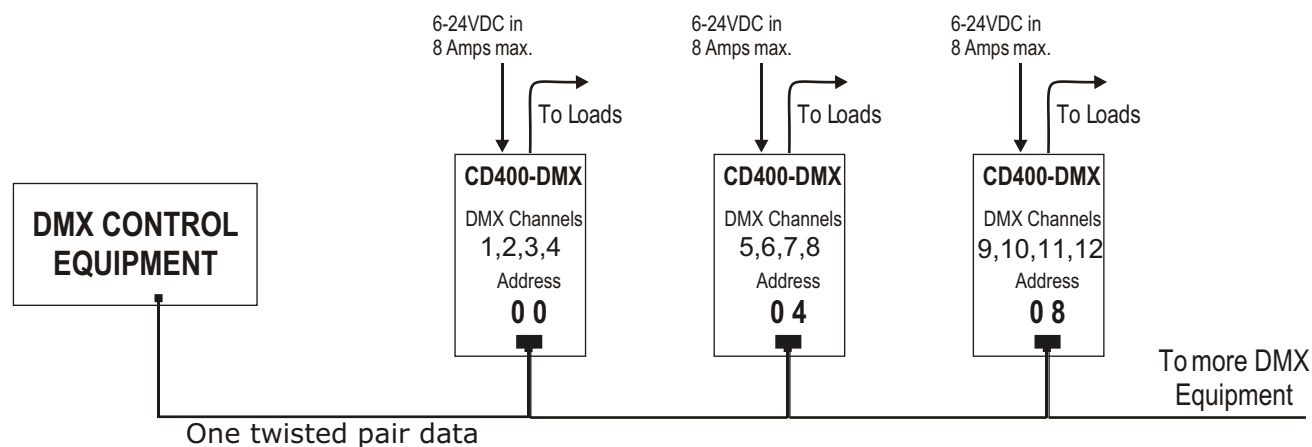 6-24VDC in
8 Amps max.
To Loads
6-24VDC in
8 Amps max.
To Loads
6-24VDC in
8 Amps max.
To Loads
DMX CONTROL
EQUIPMENT
CD400-DMX
DMX Channels
1,2,3,4
Address
0 0
CD400-DMX
DMX Channels
5,6,7,8
Address
0 4
CD400-DMX
DMX Channels
9,10,11,12
Address
0 8
To more DMX
Equipment
One twisted pair data